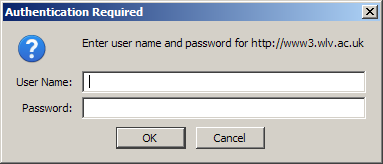 Authentication Required
Enter user name and password for http://www3.wlv.ac.uk
User Name:
Password:
OK Cancel